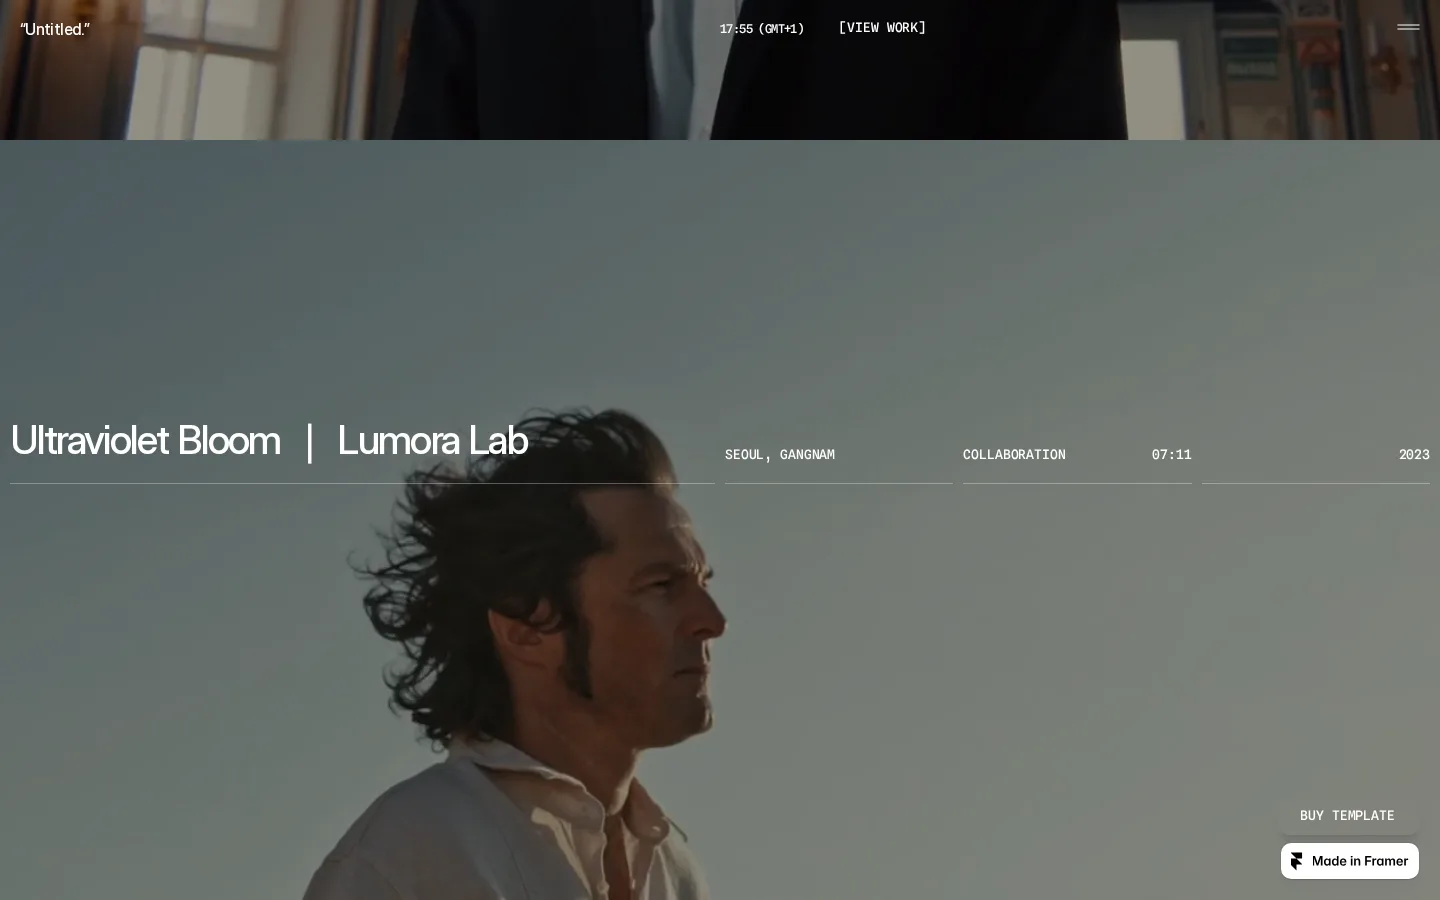 “Untitled.”
17:55 (GMT+1)
[VIEW WORK]
Ultraviolet Bloom | Lumora Lab
SEOUL, GANGNAM
COLLABORATION
07:11
2023
BUY TEMPLATE
Made in Framer